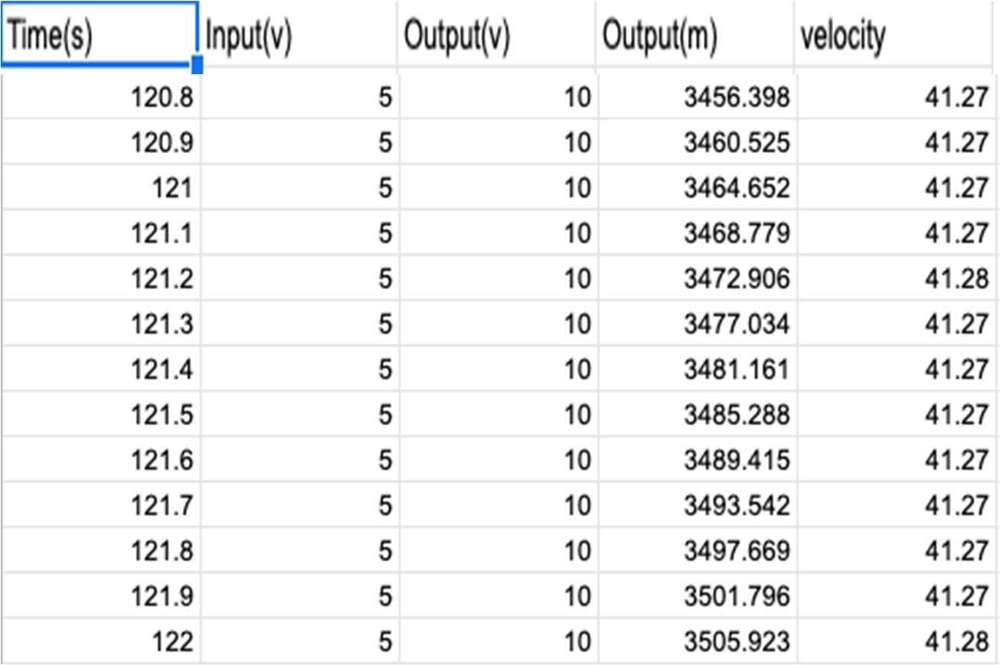 Time(s) Input(v) Output(v) Output(m) velocity
120.8 5 10 3456.398 41.27
120.9 5 10 3460.525 41.27
121 5 10 3464.652 41.27
121.1 5 10 3468.779 41.27
121.2 5 10 3472.906 41.28
121.3 5 10 3477.034 41.27
121.4 5 10 3481.161 41.27
121.5 5 10 3485.288 41.27
121.6 5 10 3489.415 41.27
121.7 5 10 3493.542 41.27
121.8 5 10 3497.669 41.27
121.9 5 10 3501.796 41.27
122 5 10 3505.923 41.28